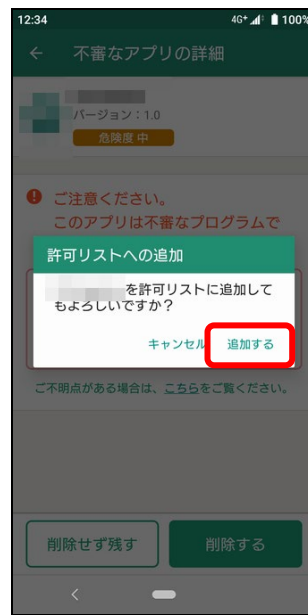 12:34 4G+ 100%
← 不審なアプリの詳細
バージョン：1.0
危険度 中
ご注意ください。
このアプリは不審なプログラムで
許可リストへの追加
を許可リストに追加して
もよろしいですか？
キャンセル 追加する
ご不明点がある場合は、こちらをご覧ください。
削除せず残す 削除する